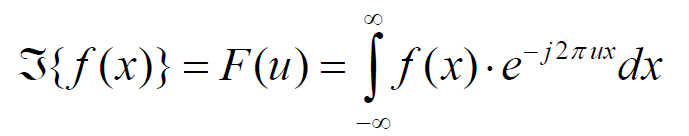 ℑ{f(x)} = F(u) = ∫_{-∞}^{∞} f(x)·e^{-j2πux}dx